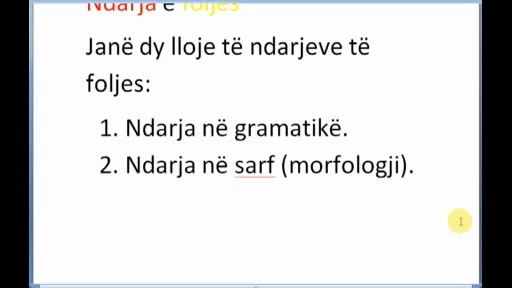 Ndarja e foljes
Janë dy lloje të ndarjeve të
foljes:
1. Ndarja në gramatikë.
2. Ndarja në sarf (morfologji).